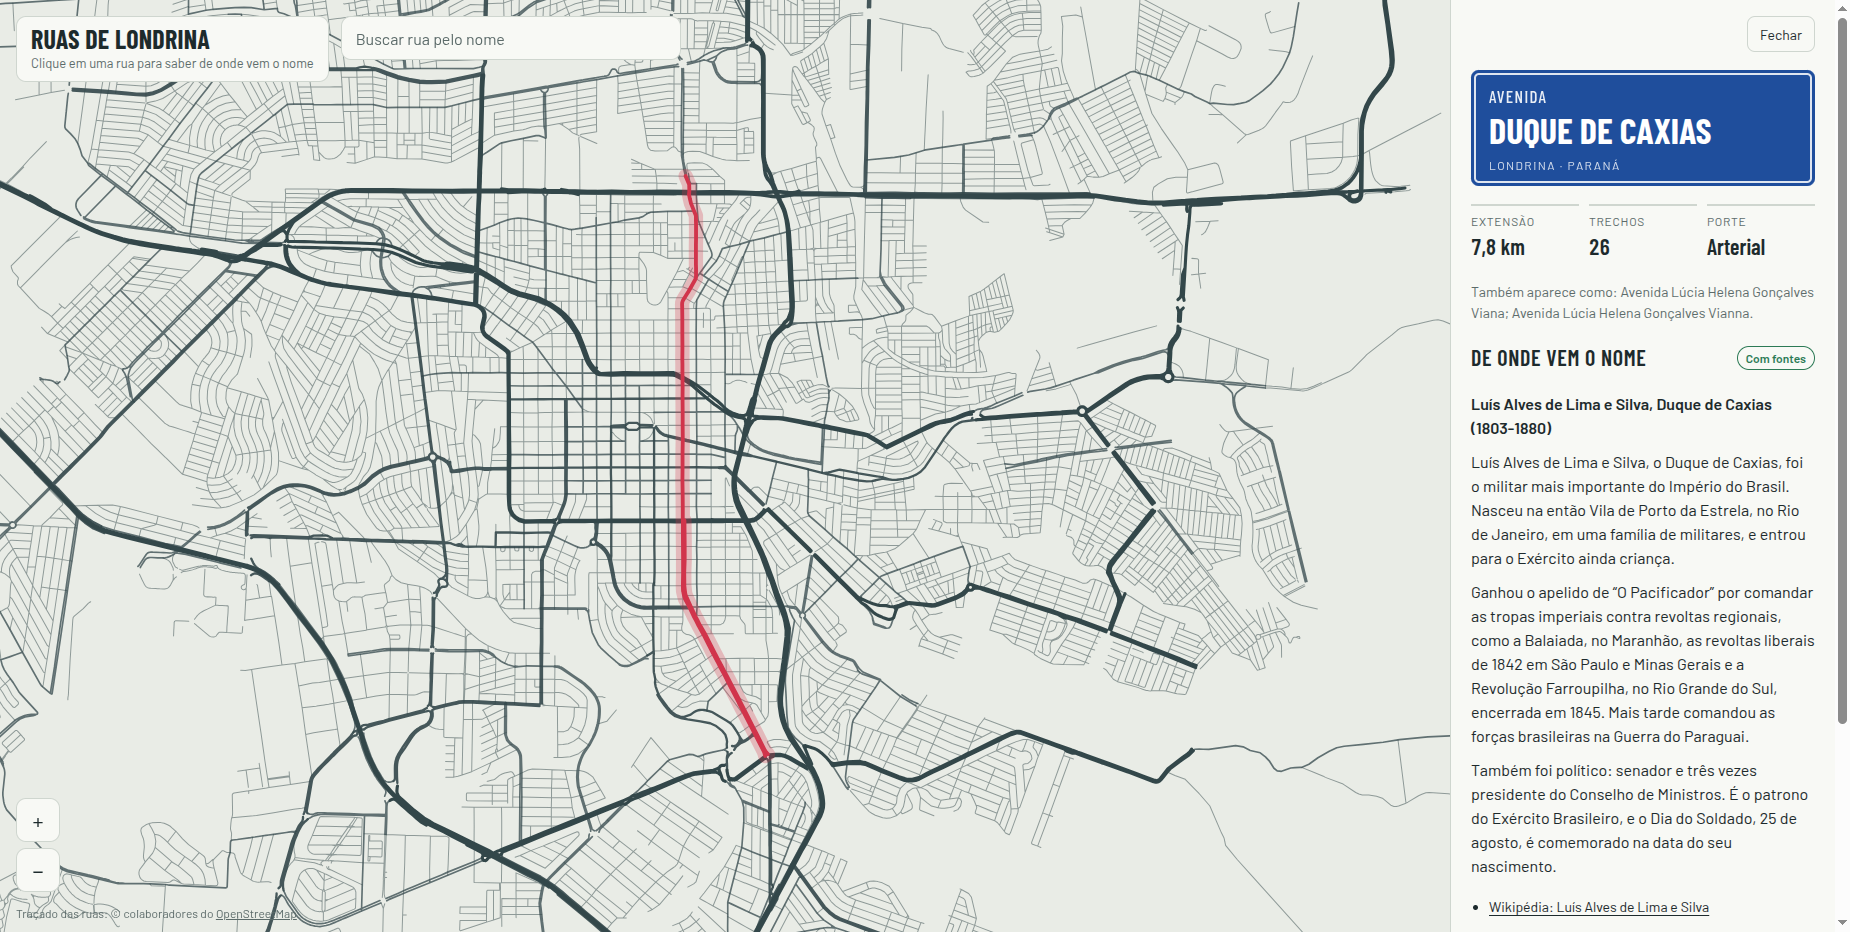 RUAS DE LONDRINA
Clique em uma rua para saber de onde vem o nome
Buscar rua pelo nome
+
−
Traçado das ruas: © colaboradores do OpenStreetMap
Fechar
AVENIDA
DUQUE DE CAXIAS
LONDRINA · PARANÁ
EXTENSÃO
7,8 km
TRECHOS
26
PORTE
Arterial
Também aparece como: Avenida Lúcia Helena Gonçalves
Viana; Avenida Lúcia Helena Gonçalves Vianna.
DE ONDE VEM O NOME
Com fontes
Luís Alves de Lima e Silva, Duque de Caxias
(1803-1880)
Luís Alves de Lima e Silva, o Duque de Caxias, foi
o militar mais importante do Império do Brasil.
Nasceu na então Vila de Porto da Estrela, no Rio
de Janeiro, em uma família de militares, e entrou
para o Exército ainda criança.
Ganhou o apelido de “O Pacificador” por comandar
as tropas imperiais contra revoltas regionais,
como a Balaiada, no Maranhão, as revoltas liberais
de 1842 em São Paulo e Minas Gerais e a
Revolução Farroupilha, no Rio Grande do Sul,
encerrada em 1845. Mais tarde comandou as
forças brasileiras na Guerra do Paraguai.
Também foi político: senador e três vezes
presidente do Conselho de Ministros. É o patrono
do Exército Brasileiro, e o Dia do Soldado, 25 de
agosto, é comemorado na data do seu
nascimento.
• Wikipédia: Luís Alves de Lima e Silva